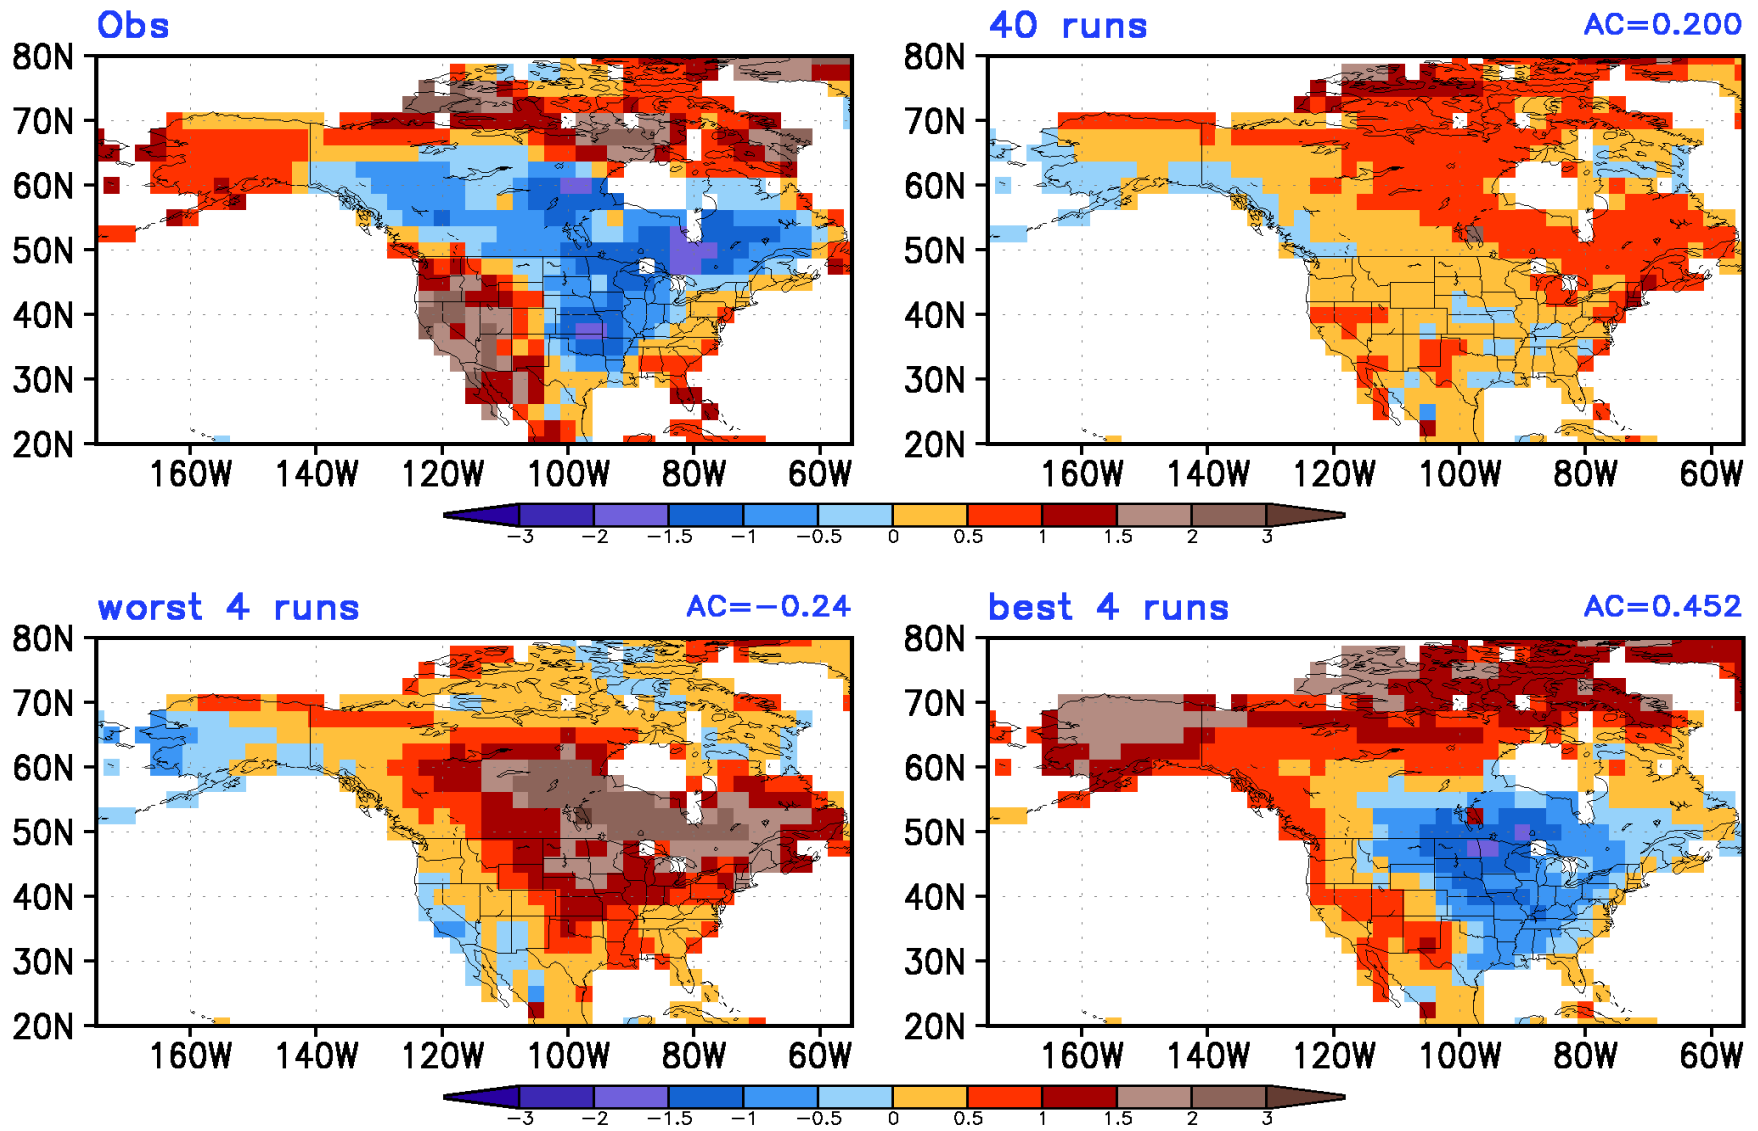 Obs
40 runs AC=0.200
80N 80N
70N 70N
60N 60N
50N 50N
40N 40N
30N 30N
20N 20N
160W 140W 120W 100W 80W 60W 160W 140W 120W 100W 80W 60W
-3 -2 -1.5 -1 -0.5 0 0.5 1 1.5 2 3
worst 4 runs AC=-0.24
best 4 runs AC=0.452
80N 80N
70N 70N
60N 60N
50N 50N
40N 40N
30N 30N
20N 20N
160W 140W 120W 100W 80W 60W 160W 140W 120W 100W 80W 60W
-3 -2 -1.5 -1 -0.5 0 0.5 1 1.5 2 3